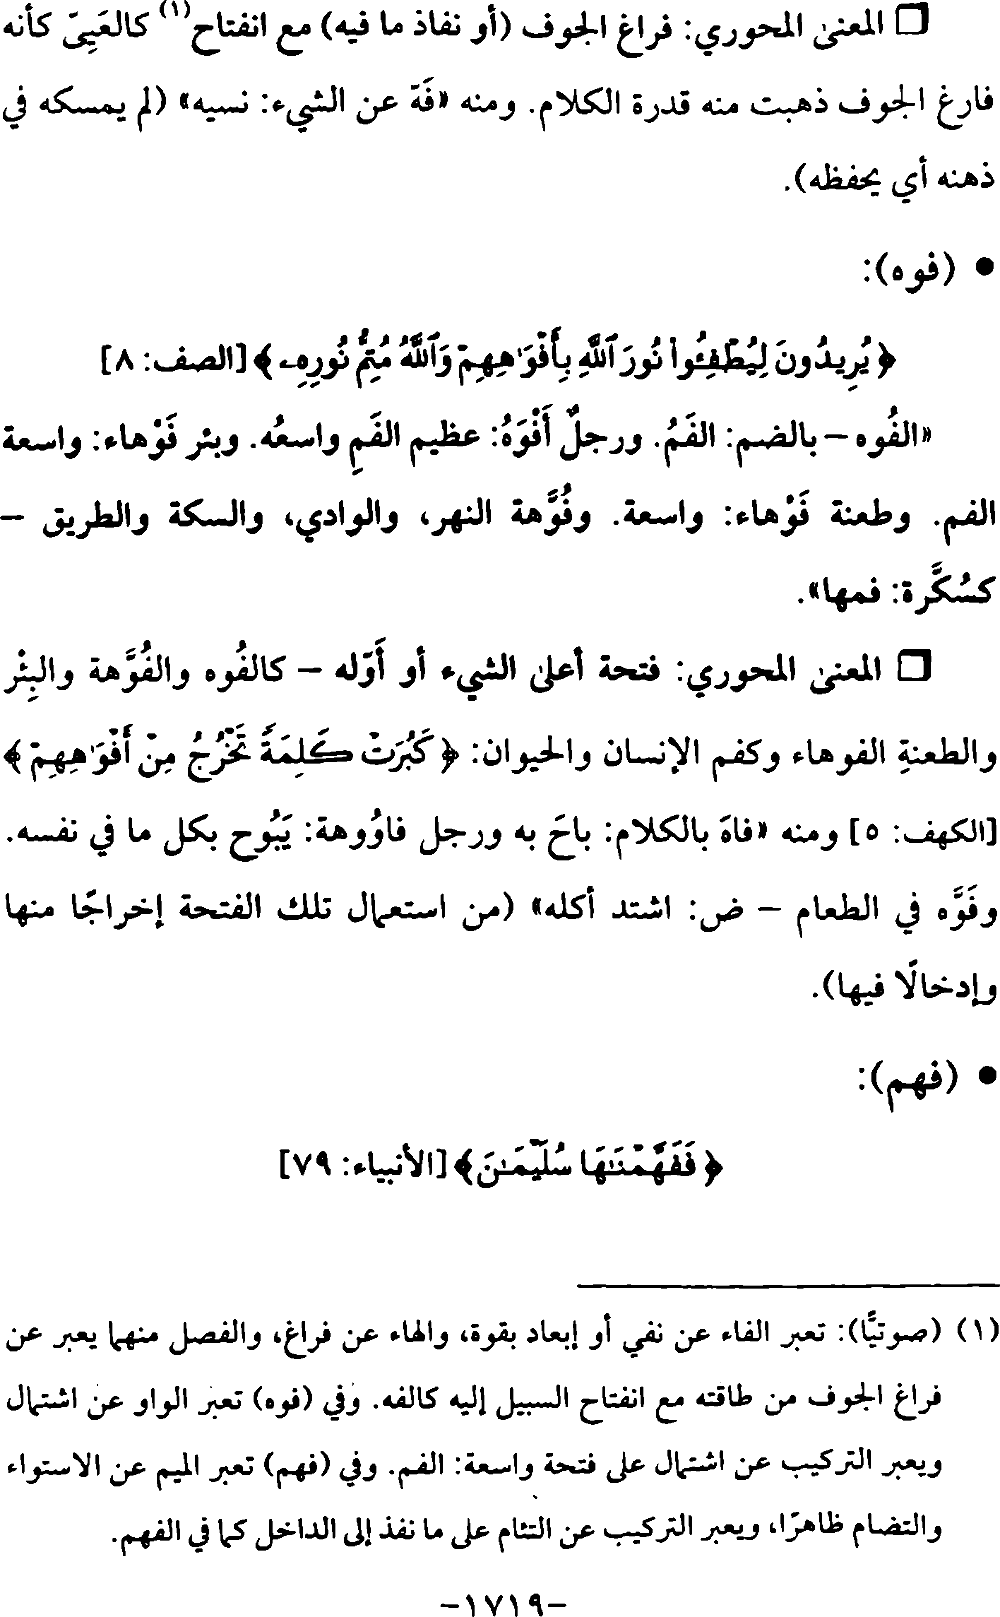 □ المعنى المحوري: فراغ الجوف (أو نفاذ ما فيه) مع انفتاح(١) كالعَيِيّ كأنه
فارغ الجوف ذهبت منه قدرة الكلام. ومنه «فَهّ عن الشيء: نسيه» (لم يمسكه في
ذهنه أي يحفظه).
• (فوه):
﴿يُرِيدُونَ لِيُطْفِـُٔوا۟ نُورَ ٱللَّهِ بِأَفْوَٰهِهِمْ وَٱللَّهُ مُتِمُّ نُورِهِۦ﴾ [الصف: ٨]
«الفُوه – بالضم: الفَمُ. ورجلٌ أَفْوَهُ: عظيم الفَمِ واسعُه. وبئر فَوْهاء: واسعة
الفم. وطعنة فَوْهاء: واسعة. وفُوَّهة النهر، والوادي، والسكة والطريق –
كسُكَّرة: فمها».
□ المعنى المحوري: فتحة أعلى الشيء أو أَوّله – كالفُوه والفُوَّهة والبِئْر
والطعنةِ الفوهاء وكفم الإنسان والحيوان: ﴿كَبُرَتْ كَلِمَةً تَخْرُجُ مِنْ أَفْوَٰهِهِمْ﴾
[الكهف: ٥] ومنه «فاهَ بالكلام: باحَ به ورجل فاوُوهة: يَبُوح بكل ما في نفسه.
وفَوَّه في الطعام – ض: اشتد أكله» (من استعمال تلك الفتحة إخراجًا منها
وإدخالًا فيها).
• (فهم):
﴿فَفَهَّمْنَـٰهَا سُلَيْمَـٰنَ﴾ [الأنبياء: ٧٩]
(١) (صوتيًّا): تعبر الفاء عن نفي أو إبعاد بقوة، والهاء عن فراغ، والفصل منهما يعبر عن
فراغ الجوف من طاقته مع انفتاح السبيل إليه كالفه. وفي (فوه) تعبر الواو عن اشتمال
ويعبر التركيب عن اشتمال على فتحة واسعة: الفم. وفي (فهم) تعبر الميم عن الاستواء
والتضام ظاهرًا، ويعبر التركيب عن التئام على ما نفذ إلى الداخل كما في الفهم.
–١٧١٩–